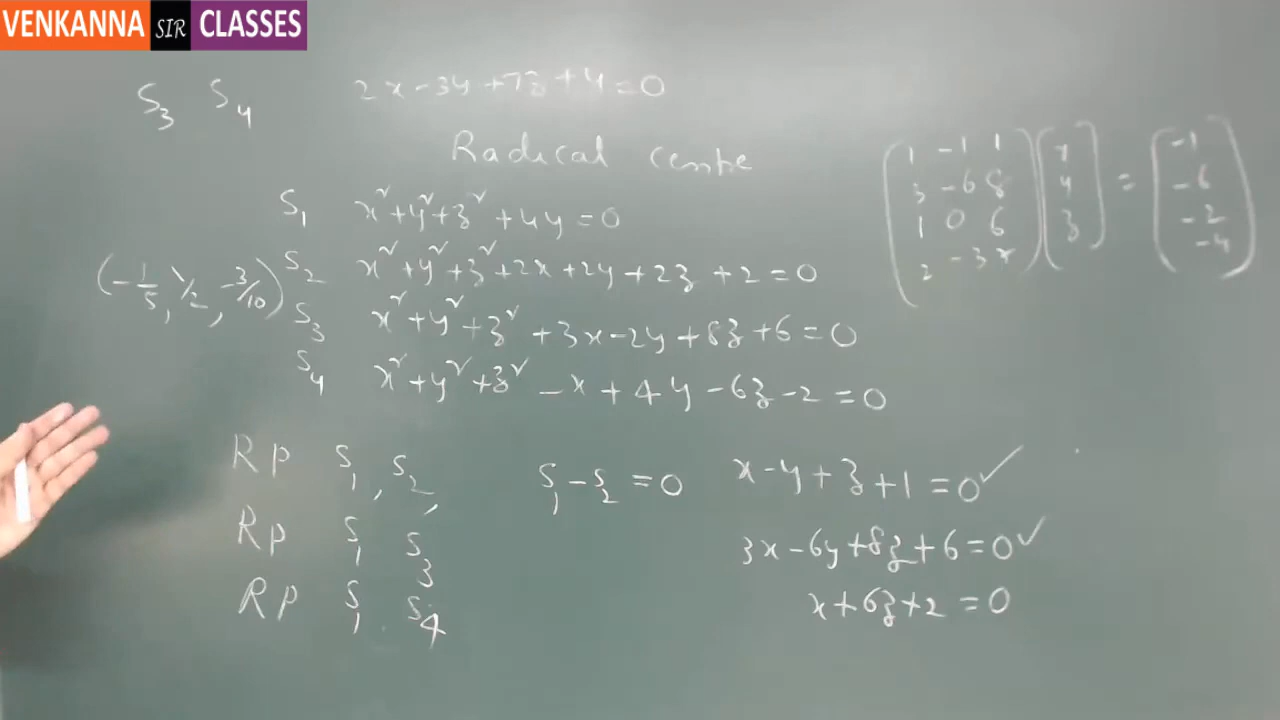 VENKANNA SIR CLASSES
S₃ S₄ 2x-3y+7z+4=0
Radical centre
S₁ x²+y²+z²+4y=0
S₂ x²+y²+z²+2x+2y+2z+2=0
(-1/5, 1/2, -3/10)
S₃ x²+y²+z²+3x-2y+8z+6=0
S₄ x²+y²+z²-x+4y-6z-2=0
RP S₁, S₂, S₁-S₂=0 x-y+z+1=0✓
RP S₁ S₃ 3x-6y+8z+6=0✓
RP S₁ S₄ x+6z+2=0
1 -1 1
3 -6 8 y = -6
1 0 6 z -2
2 -3 -4
-1